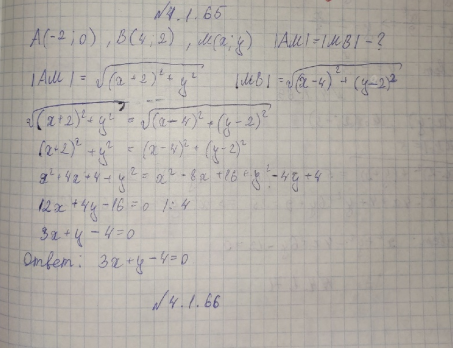 №4.1.65
A(-2;0), B(4,2), M(x;y) |AM|=|MB|-?
|AM| = √((x+2)²+y²) |MB| = √((x-4)²+(y-2)²)
√((x+2)²+y²) = √((x-4)²+(y-2)²)
(x+2)²+y² = (x-4)²+(y-2)²
x²+4x+4+y² = x²-8x+16+y²-4y+4
12x+4y-16=0 |:4
3x+y-4=0
Ответ: 3x+y-4=0
№4.1.66